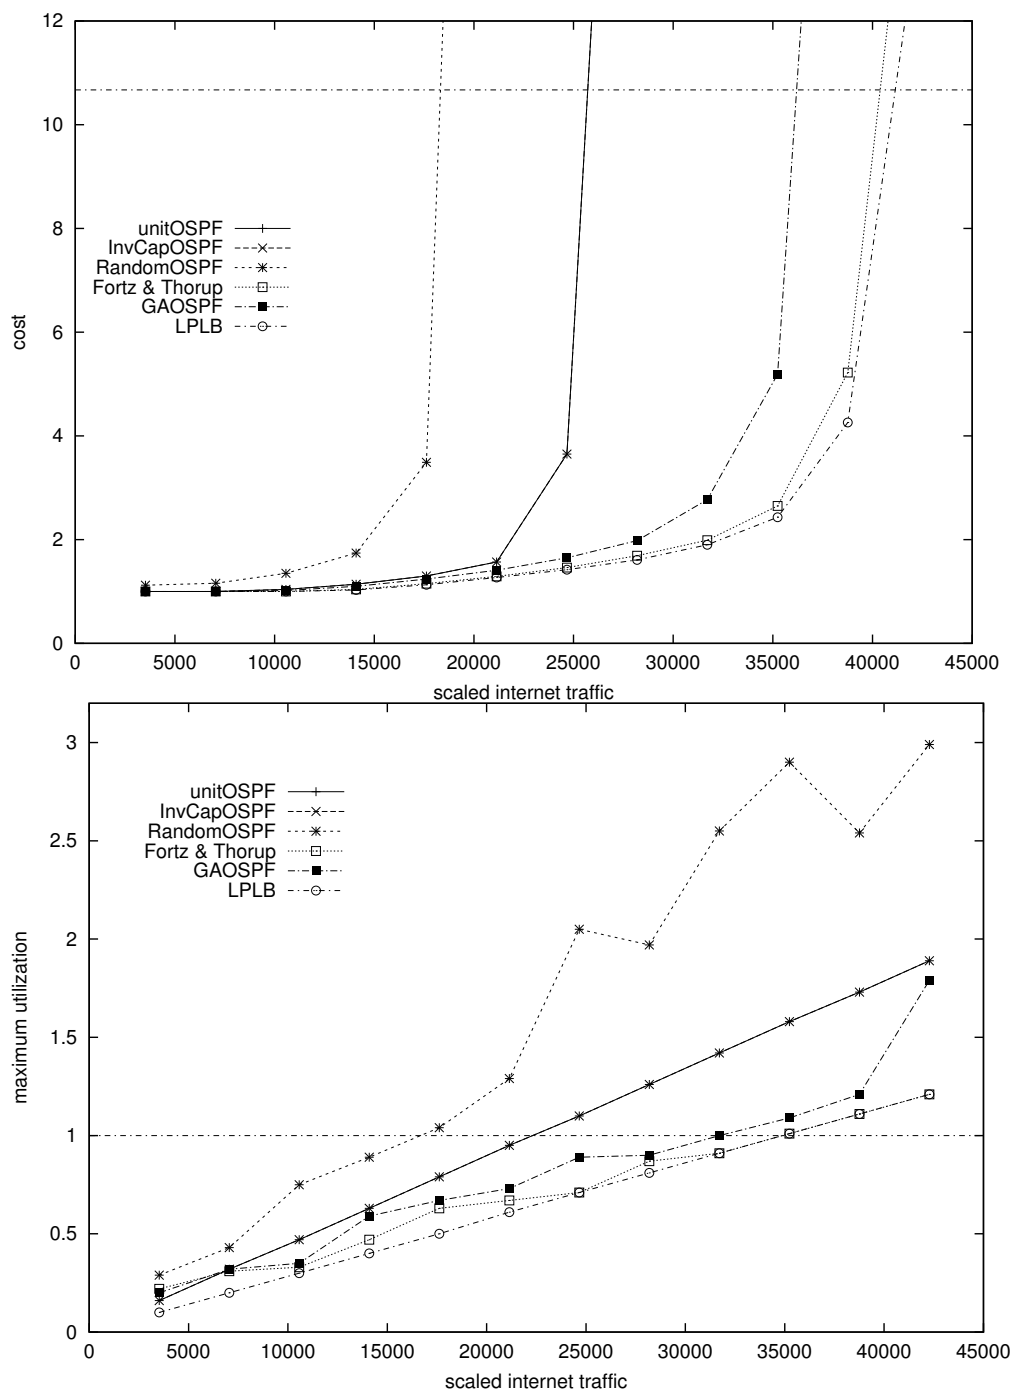 12
10
8
6
4
2
0
cost
unitOSPF
InvCapOSPF
RandomOSPF
Fortz & Thorup
GAOSPF
LPLB
0 5000 10000 15000 20000 25000 30000 35000 40000 45000
scaled internet traffic
3
2.5
2
1.5
1
0.5
0
maximum utilization
unitOSPF
InvCapOSPF
RandomOSPF
Fortz & Thorup
GAOSPF
LPLB
0 5000 10000 15000 20000 25000 30000 35000 40000 45000
scaled internet traffic